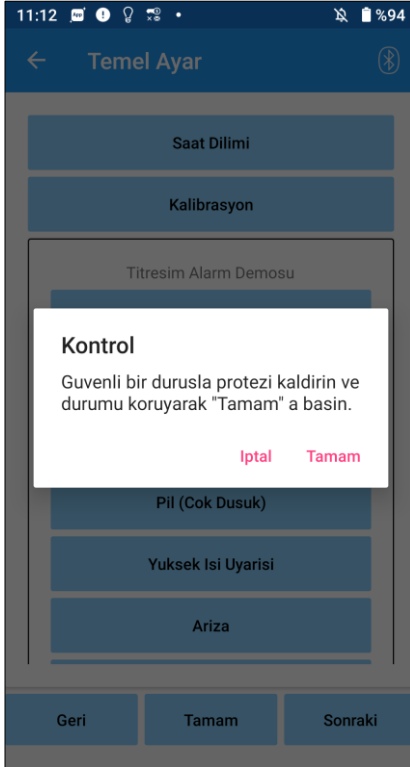 11:12
%94
Temel Ayar
Saat Dilimi
Kalibrasyon
Titresim Alarm Demosu
Kontrol
Guvenli bir durusla protezi kaldirin ve
durumu koruyarak "Tamam" a basin.
Iptal Tamam
Pil (Cok Dusuk)
Yuksek Isi Uyarisi
Ariza
Geri Tamam Sonraki